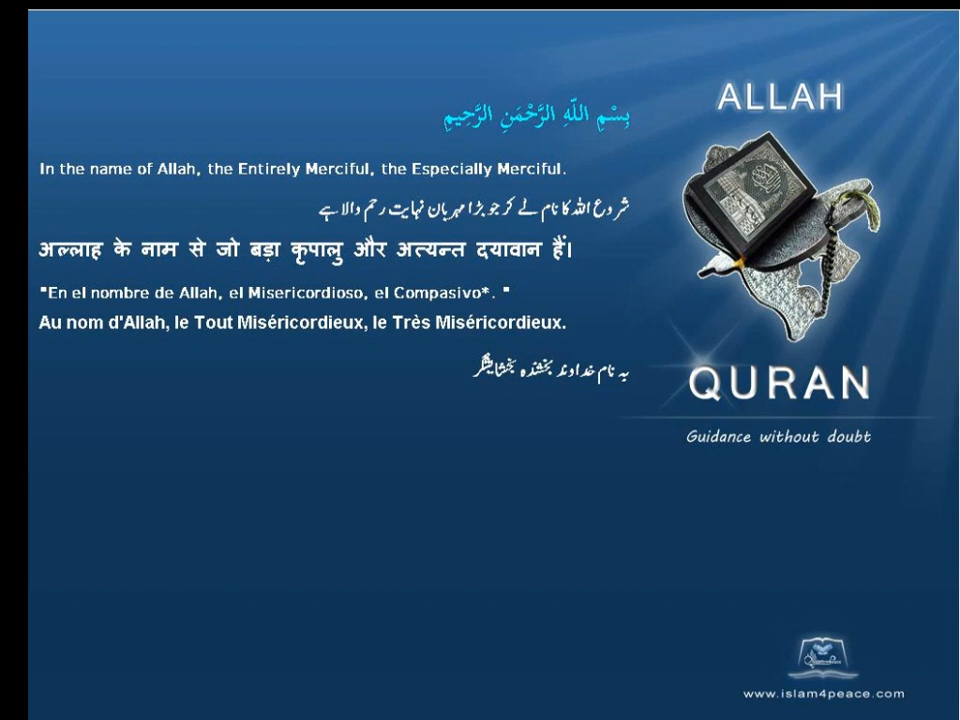 بِسْمِ اللَّهِ الرَّحْمَنِ الرَّحِيمِ
In the name of Allah, the Entirely Merciful, the Especially Merciful.
شروع اللہ کا نام لے کر جو بڑا مہربان نہایت رحم والا ہے
अल्लाह के नाम से जो बड़ा कृपालु और अत्यन्त दयावान हैं।
"En el nombre de Allah, el Misericordioso, el Compasivo*. "
Au nom d'Allah, le Tout Miséricordieux, le Très Miséricordieux.
به نام خداوند بخشنده بخشایشگر
ALLAH
QURAN
Guidance without doubt
www.islam4peace.com